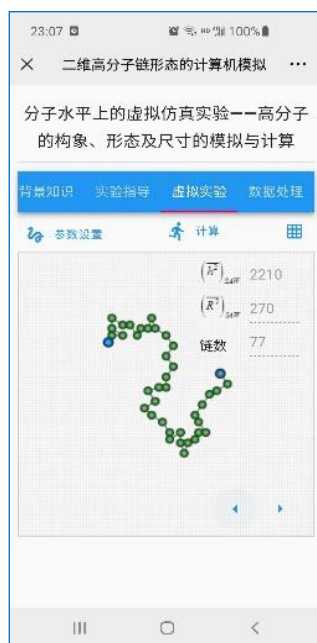 23:07 HD 100%
二维高分子链形态的计算机模拟 ···
分子水平上的虚拟仿真实验——高分子
的构象、形态及尺寸的模拟与计算
背景知识 实验指导 虚拟实验 数据处理
参数设置 计算
2210
270
链数 77